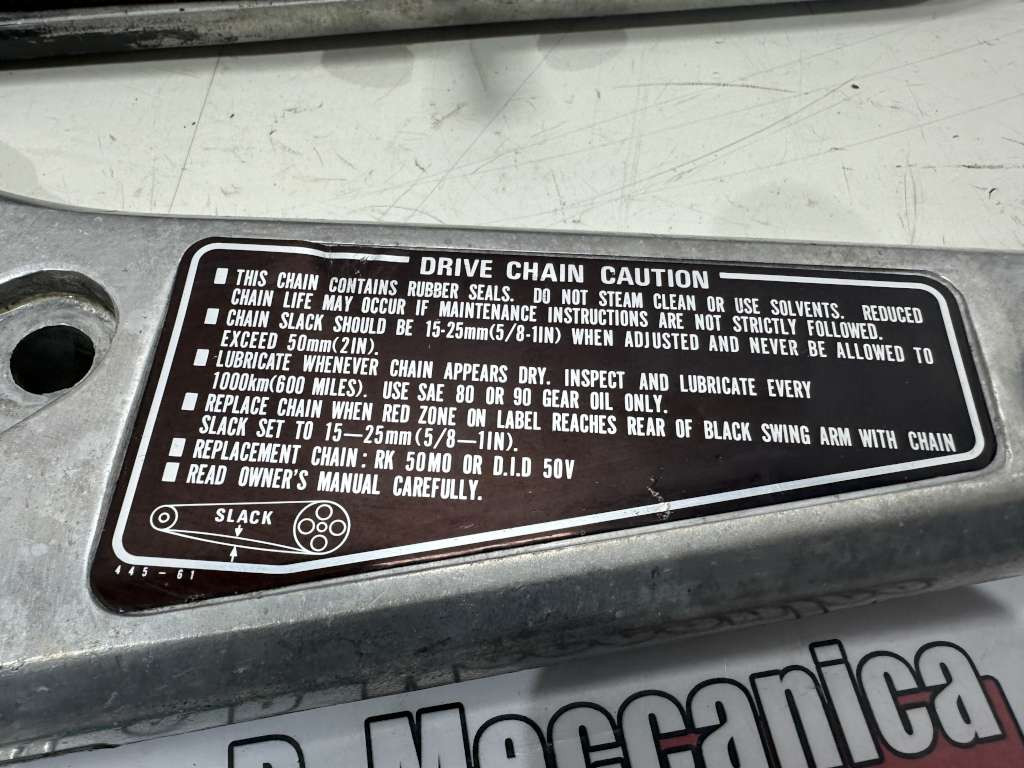 DRIVE CHAIN CAUTION
■ THIS CHAIN CONTAINS RUBBER SEALS. DO NOT STEAM CLEAN OR USE SOLVENTS. REDUCED
CHAIN LIFE MAY OCCUR IF MAINTENANCE INSTRUCTIONS ARE NOT STRICTLY FOLLOWED.
■ CHAIN SLACK SHOULD BE 15-25mm(5/8-1IN) WHEN ADJUSTED AND NEVER BE ALLOWED TO
EXCEED 50mm(2IN).
■ LUBRICATE WHENEVER CHAIN APPEARS DRY. INSPECT AND LUBRICATE EVERY
1000km(600 MILES). USE SAE 80 OR 90 GEAR OIL ONLY.
■ REPLACE CHAIN WHEN RED ZONE ON LABEL REACHES REAR OF BLACK SWING ARM WITH CHAIN
SLACK SET TO 15—25mm(5/8—1IN).
■ REPLACEMENT CHAIN: RK 50MO OR D.I.D 50V
■ READ OWNER'S MANUAL CAREFULLY.
SLACK
445-61
Meccanica